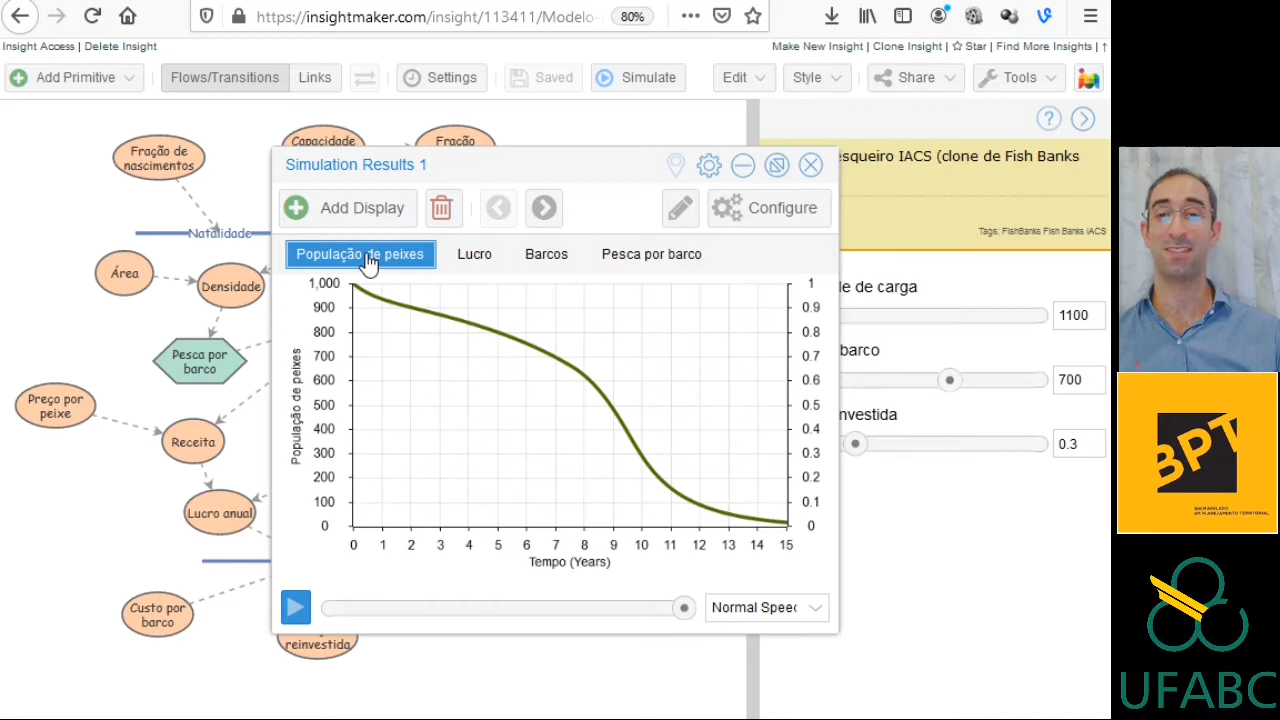 https://insightmaker.com/insight/113411/Modelo-
80%
Insight Access | Delete Insight
Make New Insight | Clone Insight | ☆ Star | Find More Insights | ↑
Add Primitive
Flows/Transitions
Links
Settings
Saved
Simulate
Edit
Style
Share
Tools
Fração de
nascimentos
Capacidade
Fração
Natalidade
Área
Densidade
Pesca por
barco
Preço por
peixe
Receita
Lucro anual
Custo por
barco
reinvestida
Simulation Results 1
Add Display
Configure
População de peixes
Lucro
Barcos
Pesca por barco
População de peixes
1,000
900
800
700
600
500
400
300
200
100
0
1
0.9
0.8
0.7
0.6
0.5
0.4
0.3
0.2
0.1
0
0 1 2 3 4 5 6 7 8 9 10 11 12 13 14 15
Tempo (Years)
Normal Speec
?
esqueiro IACS (clone de Fish Banks
Tags: FishBanks Fish Banks IACS
de de carga
1100
barco
700
nvestida
0.3
BPT
BACHARELADO
EM PLANEJAMENTO TERRITORIAL
UFABC